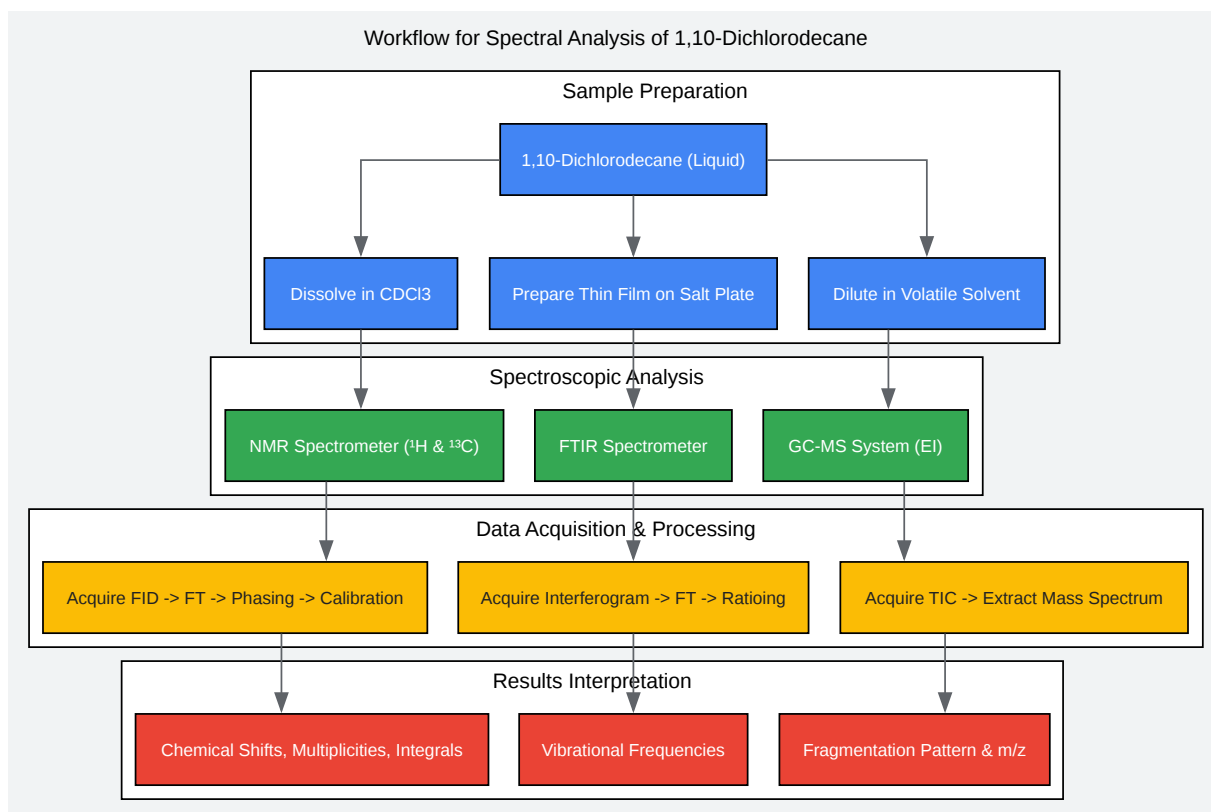 Workflow for Spectral Analysis of 1,10-Dichlorodecane
Sample Preparation
1,10-Dichlorodecane (Liquid)
Dissolve in CDCl3
Prepare Thin Film on Salt Plate
Dilute in Volatile Solvent
Spectroscopic Analysis
NMR Spectrometer (¹H & ¹³C)
FTIR Spectrometer
GC-MS System (EI)
Data Acquisition & Processing
Acquire FID -> FT -> Phasing -> Calibration
Acquire Interferogram -> FT -> Ratioing
Acquire TIC -> Extract Mass Spectrum
Results Interpretation
Chemical Shifts, Multiplicities, Integrals
Vibrational Frequencies
Fragmentation Pattern & m/z